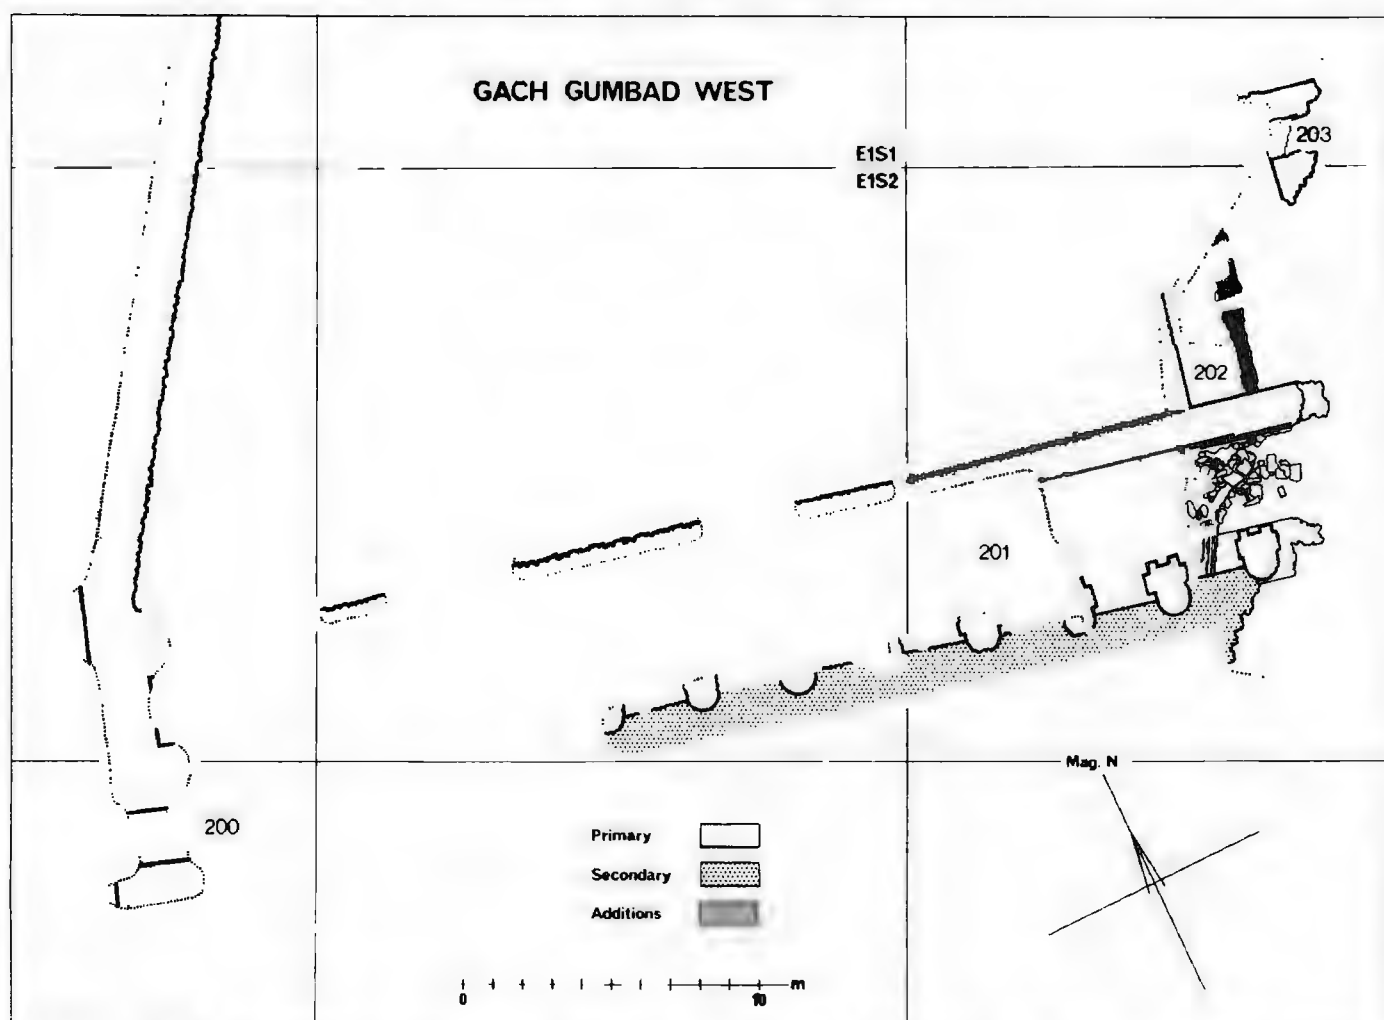 GACH GUMBAD WEST
E1S1
E1S2
203
202
201
200
Mag. N
Primary
Secondary
Additions
0 10 m